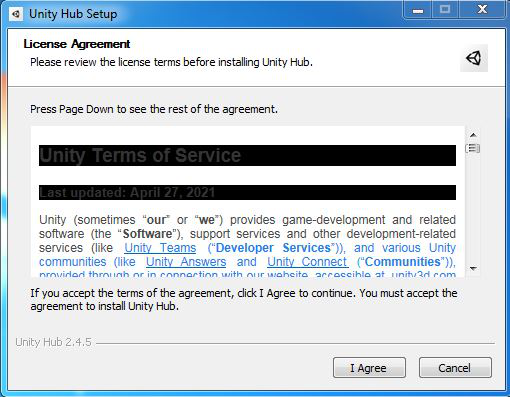 Unity Hub Setup
License Agreement
Please review the license terms before installing Unity Hub.
Press Page Down to see the rest of the agreement.
Unity Terms of Service
Last updated: April 27, 2021
Unity (sometimes “our” or “we”) provides game-development and related
software (the “Software”), support services and other development-related
services (like Unity Teams (“Developer Services”)), and various Unity
communities (like Unity Answers and Unity Connect (“Communities”)),
provided through or in connection with our website, accessible at unity3d.com
If you accept the terms of the agreement, click I Agree to continue. You must accept the
agreement to install Unity Hub.
Unity Hub 2.4.5
I Agree
Cancel